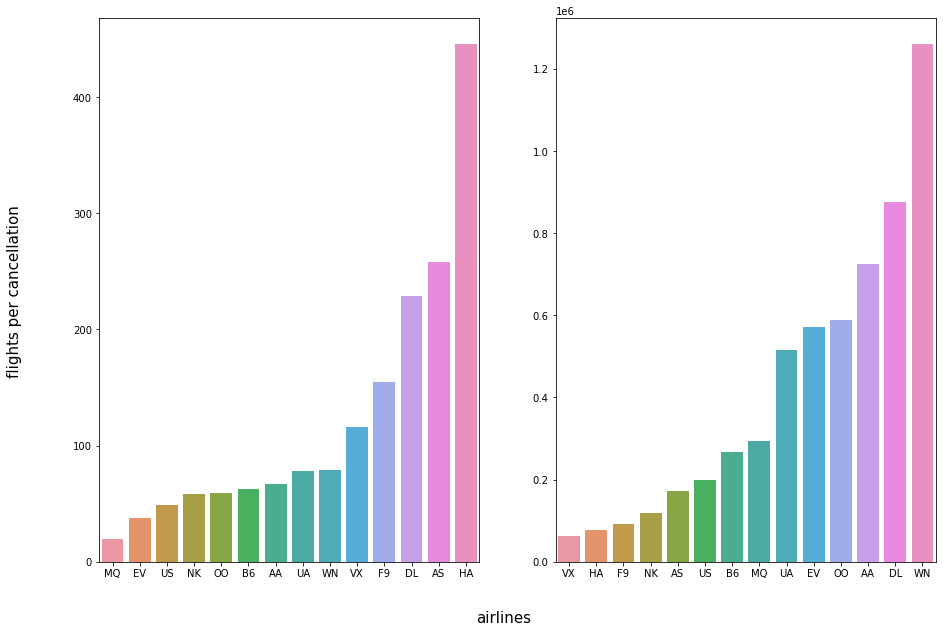 1e6
400
300
200
100
0
1.2
1.0
0.8
0.6
0.4
0.2
0.0
flights per cancellation
MQ EV US NK OO B6 AA UA WN VX F9 DL AS HA
VX HA F9 NK AS US B6 MQ UA EV OO AA DL WN
airlines